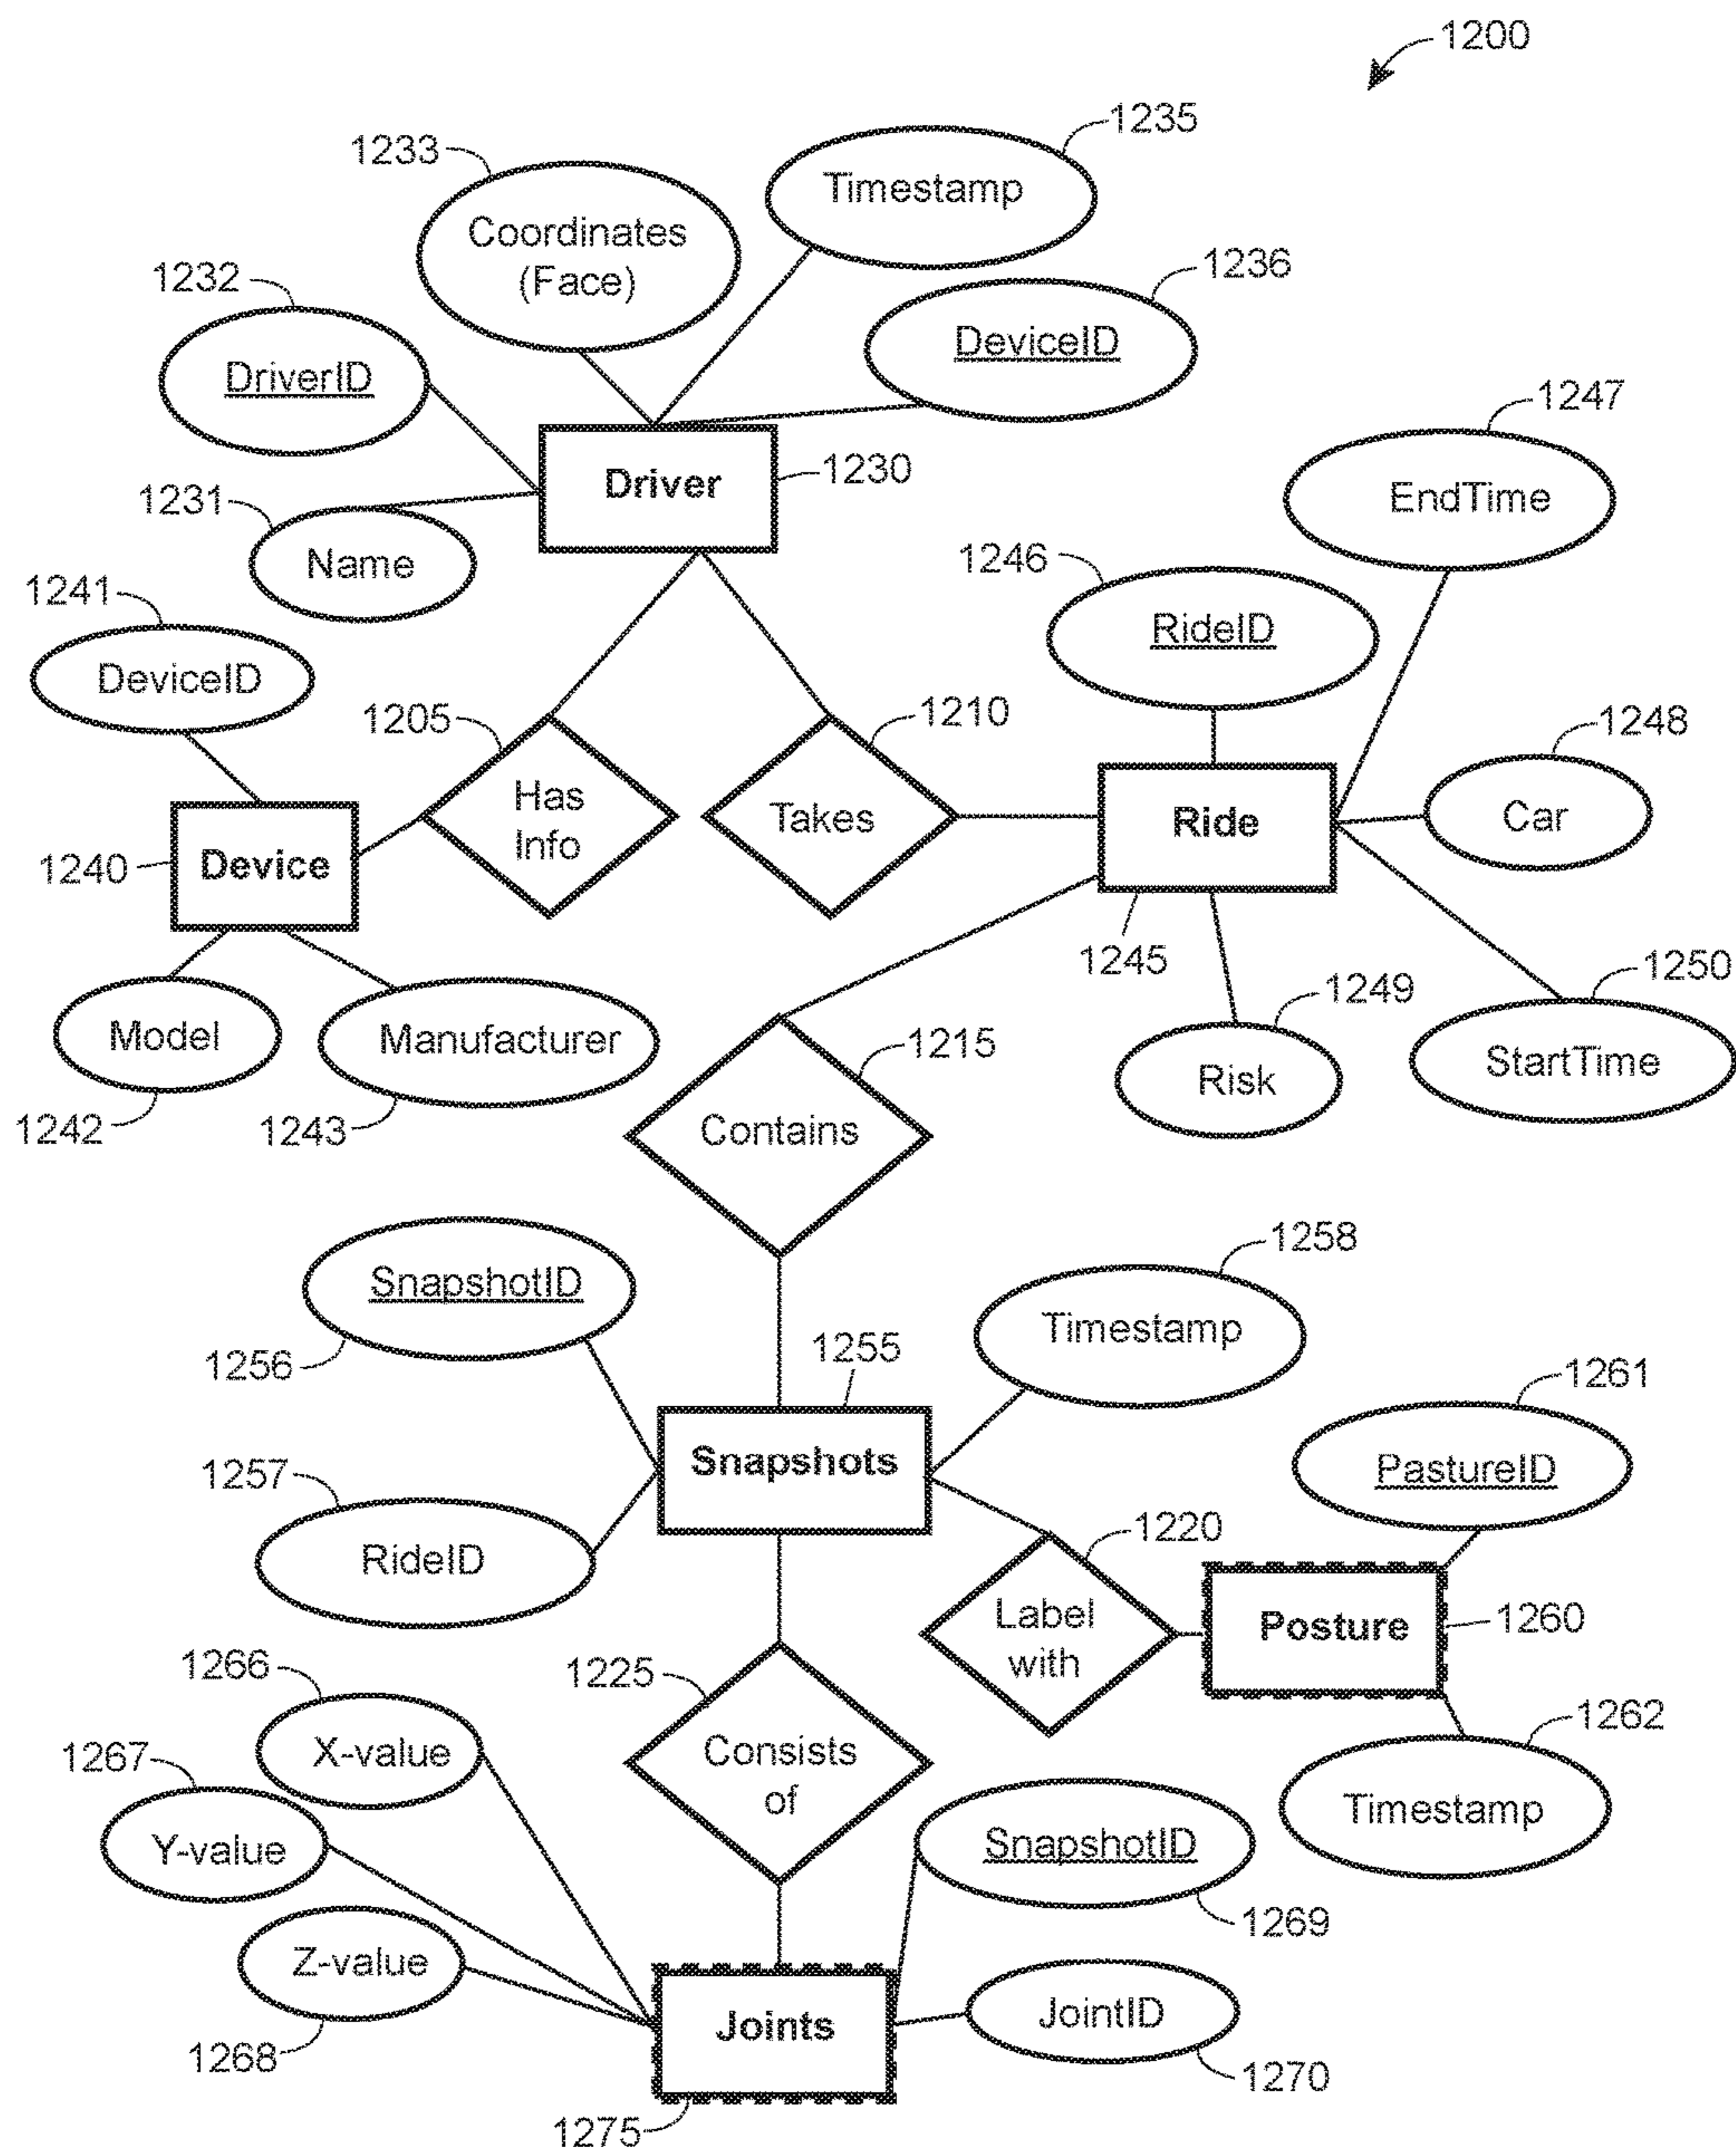 1200
1235
1233
Timestamp
Coordinates
(Face)
1236
1232
DeviceID
DriverID
1247
Driver
1230
EndTime
1231
1246
Name
1241
RideID
DeviceID
1205
1210
1248
Has
Info
Takes
Ride
Car
1240
Device
1245
1250
1249
Model
Manufacturer
1215
StartTime
Risk
1242
1243
Contains
1258
SnapshotID
Timestamp
1256
1255
1261
Snapshots
PastureID
1257
1220
RideID
Label
with
Posture
1260
1266
1225
1262
X-value
Consists
of
1267
Timestamp
Y-value
SnapshotID
1269
Z-value
JointID
Joints
1268
1270
1275